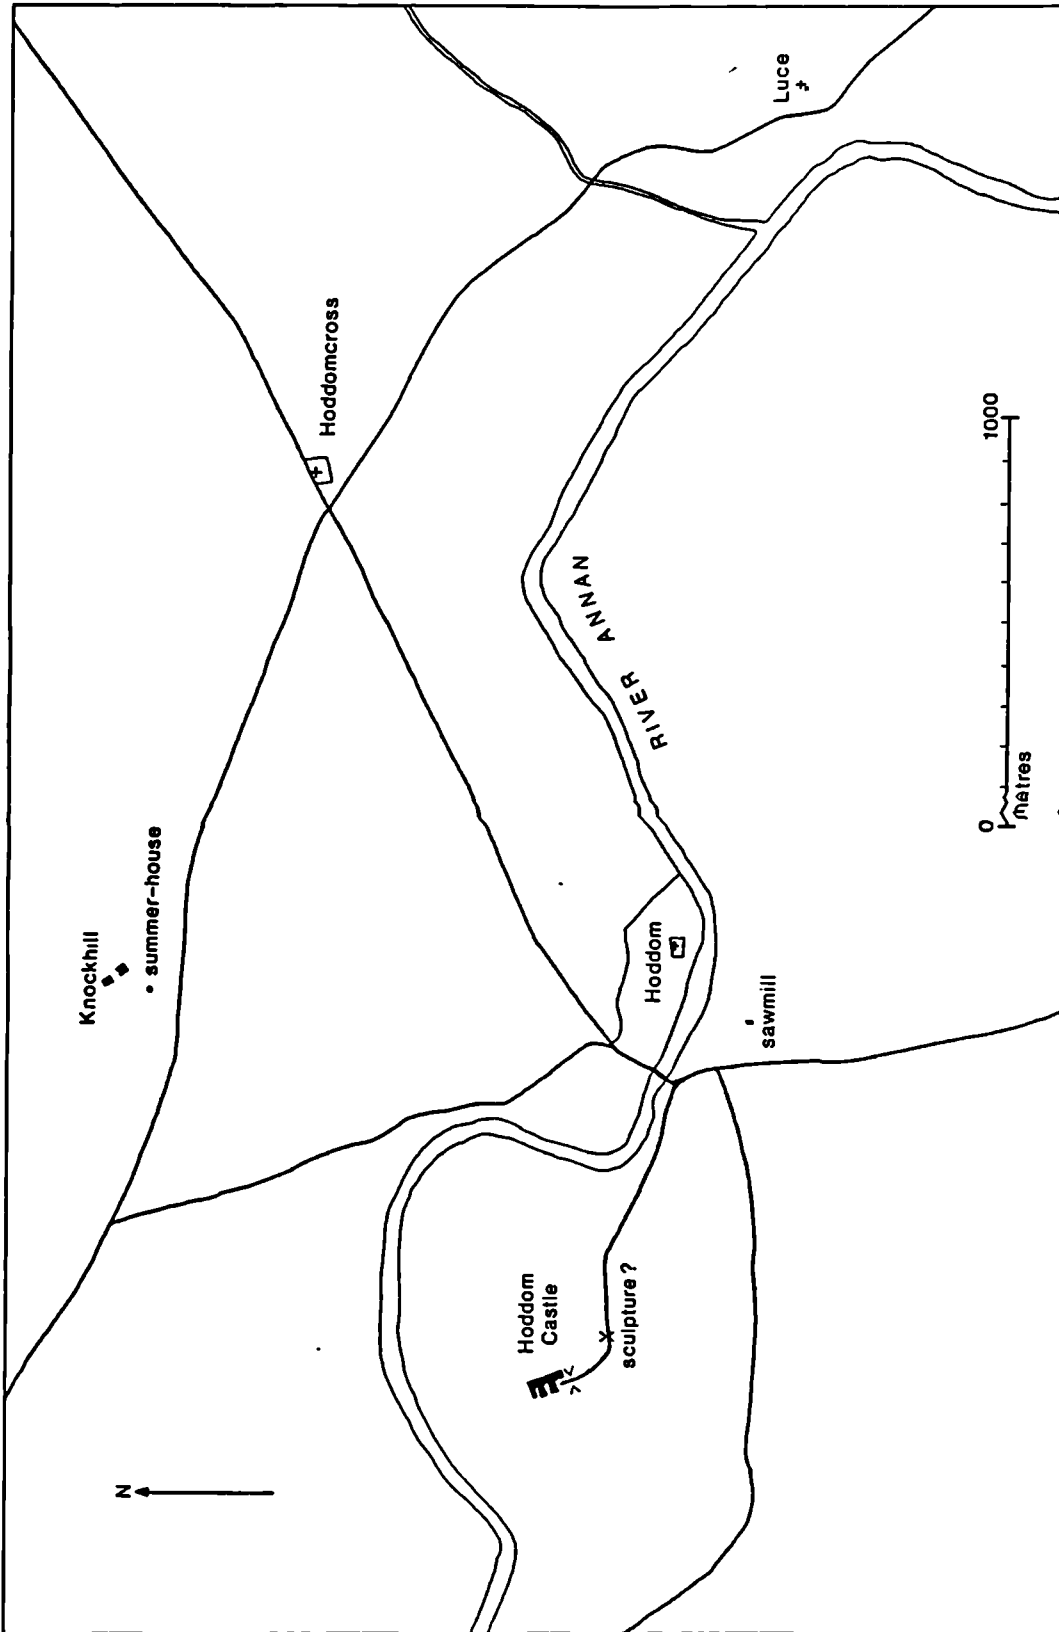 N
Knockhill
summer-house
Hoddomcross
Luce
Hoddom
Castle
sculpture?
Hoddom
sawmill
RIVER ANNAN
0
1000
metres